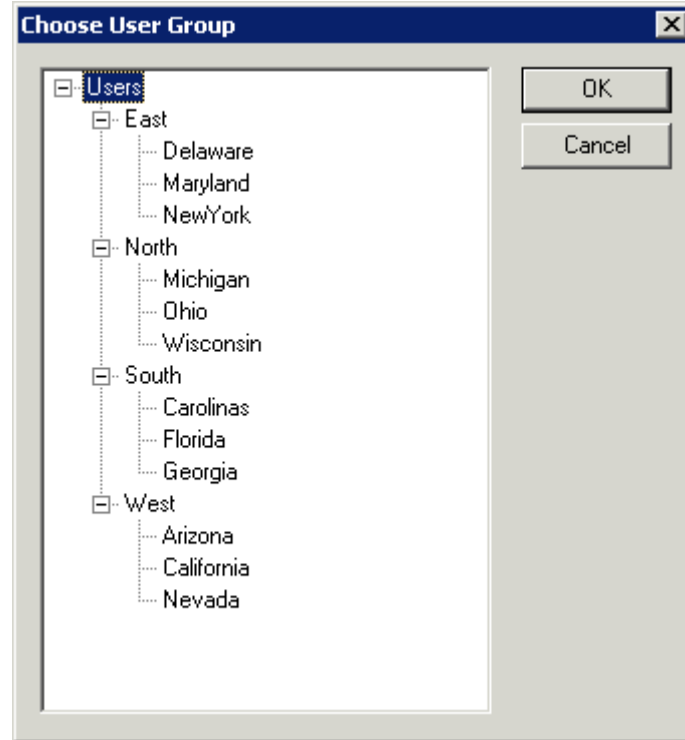 Choose User Group
Users
OK
East
Cancel
Delaware
Maryland
NewYork
North
Michigan
Ohio
Wisconsin
South
Carolinas
Florida
Georgia
West
Arizona
California
Nevada